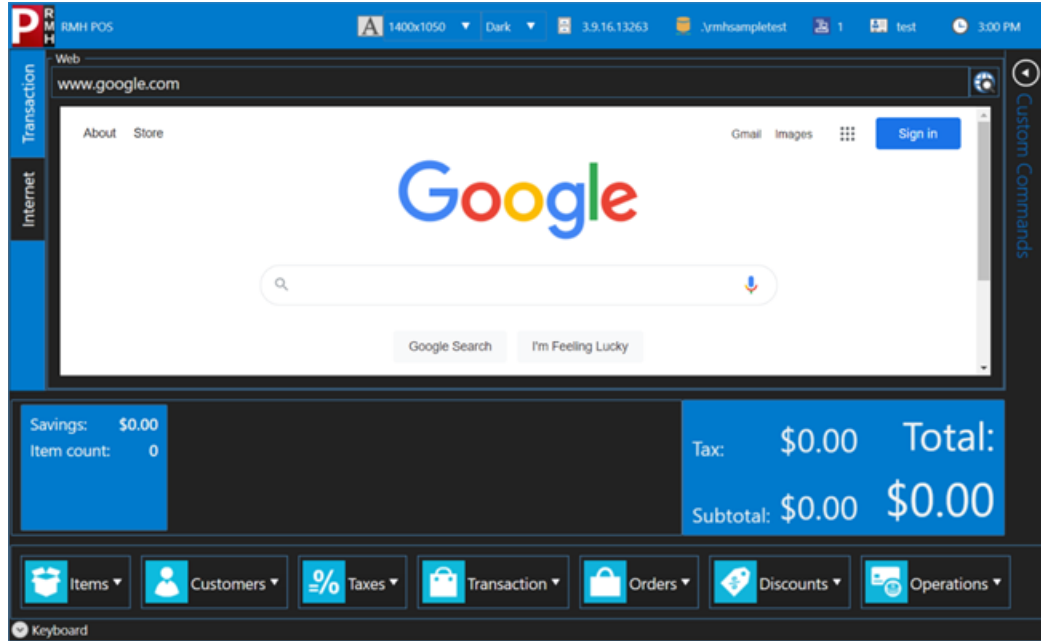 P RMH RMH POS A 1400x1050 Dark 3.9.16.13263 .\rmhsampletest 1 test 3:00 PM
Web
www.google.com
Transaction
Internet
Custom Commands
About Store Gmail Images Sign in
Google
Google Search I'm Feeling Lucky
Savings: $0.00
Item count: 0
Tax: $0.00 Total:
Subtotal: $0.00 $0.00
Items Customers % Taxes Transaction Orders Discounts Operations
Keyboard